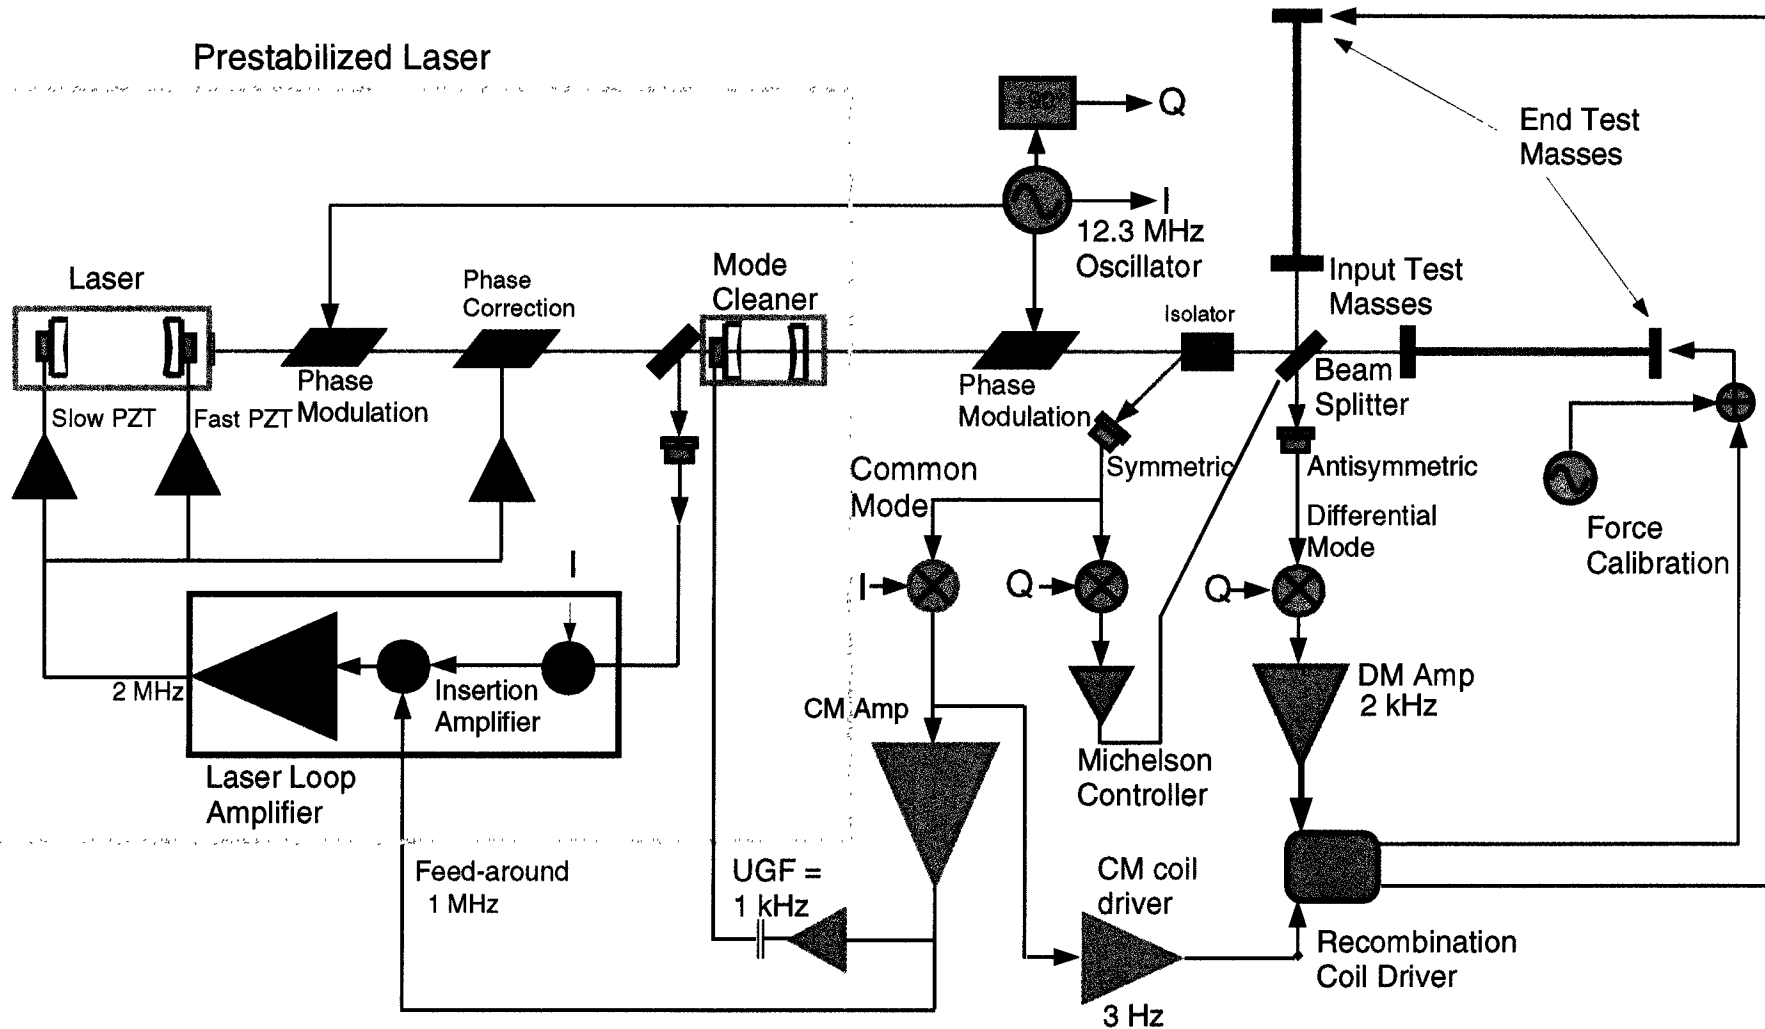 Prestabilized Laser
+90°
Q
End Test
Masses
I
12.3 MHz
Oscillator
Laser
Phase
Correction
Mode
Cleaner
Input Test
Masses
Isolator
Slow PZT
Fast PZT
Phase
Modulation
Phase
Modulation
Beam
Splitter
Symmetric
Antisymmetric
Common
Mode
Differential
Mode
Force
Calibration
I
I
Q
Q
2 MHz
Insertion
Amplifier
CM Amp
DM Amp
2 kHz
Laser Loop
Amplifier
Michelson
Controller
Feed-around
1 MHz
UGF =
1 kHz
CM coil
driver
Recombination
Coil Driver
3 Hz